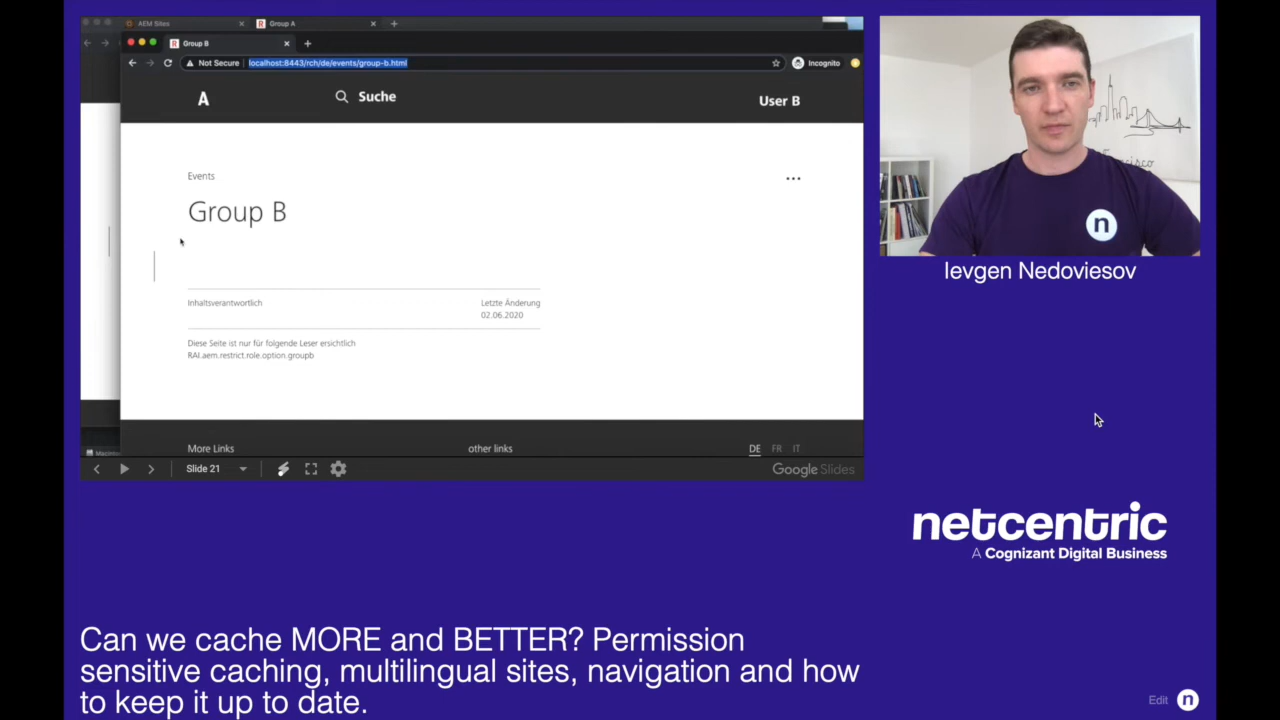 AEM Sites
Group A
Group B
Not Secure
localhost:8443/rch/de/events/group-b.html
Incognito
A
Suche
User B
Events
Group B
Inhaltsverantwortlich
Letzte Änderung
02.06.2020
Diese Seite ist nur für folgende Leser ersichtlich
RAI.aem.restrict.role.option.groupb
More Links
other links
DE FR IT
Slide 21
Google Slides
n
Ievgen Nedoviesov
netcentric
A Cognizant Digital Business
Can we cache MORE and BETTER? Permission
sensitive caching, multilingual sites, navigation and how
to keep it up to date.
Edit
n